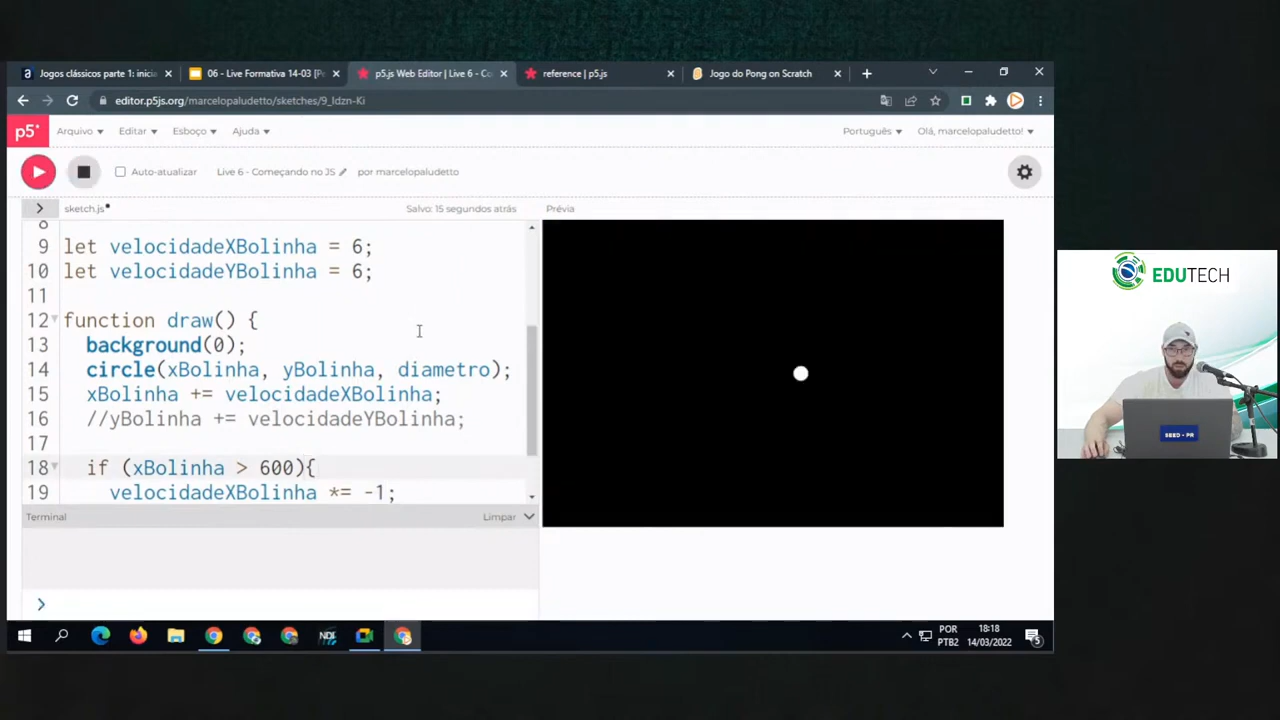 Jogos clássicos parte 1: inicia
06 - Live Formativa 14-03 [P
p5.js Web Editor | Live 6 - Co
reference | p5.js
Jogo do Pong on Scratch
editor.p5js.org/marcelopaludetto/sketches/9_Idzn-Ki
p5*
Arquivo
Editar
Esboço
Ajuda
Português
Olá, marcelopaludetto!
Auto-atualizar
Live 6 - Começando no JS
por marcelopaludetto
sketch.js
Salvo: 15 segundos atrás
Prévia
8
9 let velocidadeXBolinha = 6;
10 let velocidadeYBolinha = 6;
11
12 function draw() {
13 background(0);
14 circle(xBolinha, yBolinha, diametro);
15 xBolinha += velocidadeXBolinha;
16 //yBolinha += velocidadeYBolinha;
17
18 if (xBolinha > 600){
19 velocidadeXBolinha *= -1;
Terminal
Limpar
>
POR
PTB2
18:18
14/03/2022
5
EDUTECH
SEED - PR